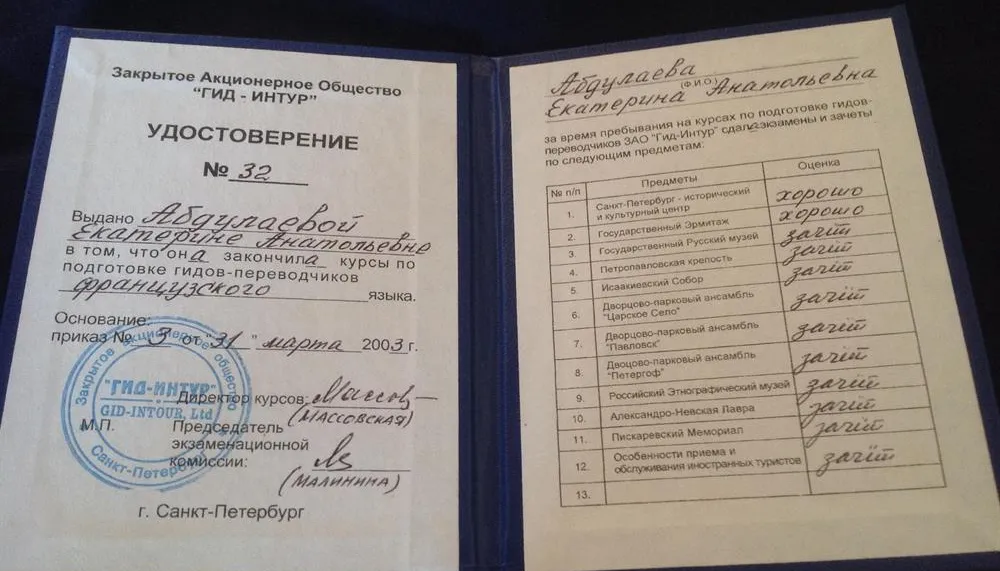 Закрытое Акционерное Общество
"ГИД - ИНТУР"
УДОСТОВЕРЕНИЕ
№ 32
Выдано Абдулаевой
Екатерине Анатольевне
в том, что она закончила курсы по
подготовке гидов-переводчиков
французского языка.
Основание:
приказ № 3 от "31" марта 2003 г.
Закрытое Акционерное общество
"ГИД-ИНТУР"
GID-INTOUR, Ltd
Санкт-Петербург
Директор курсов:
(МАССОВСКАЯ)
М.П. Председатель
экзаменационной
комиссии:
(МАЛИНИНА)
г. Санкт-Петербург
Абдулаева
(Ф.И.О.)
Екатерина Анатольевна
за время пребывания на курсах по подготовке гидов-
переводчиков ЗАО "Гид-Интур" сдала экзамены и зачеты
по следующим предметам:
№ п/п Предметы Оценка
1. Санкт-Петербург - исторический
и культурный центр хорошо
2. Государственный Эрмитаж хорошо
3. Государственный Русский музей зачёт
4. Петропавловская крепость зачёт
5. Исаакиевский Собор зачёт
6. Дворцово-парковый ансамбль
"Царское Село" зачёт
7. Дворцово-парковый ансамбль
"Павловск" зачёт
8. Двоцово-парковый ансамбль
"Петергоф" зачёт
9. Российский Этнографический музей зачёт
10. Александро-Невская Лавра зачёт
11. Пискаревский Мемориал зачёт
12. Особенности приема и
обслуживания иностранных туристов зачёт
13.